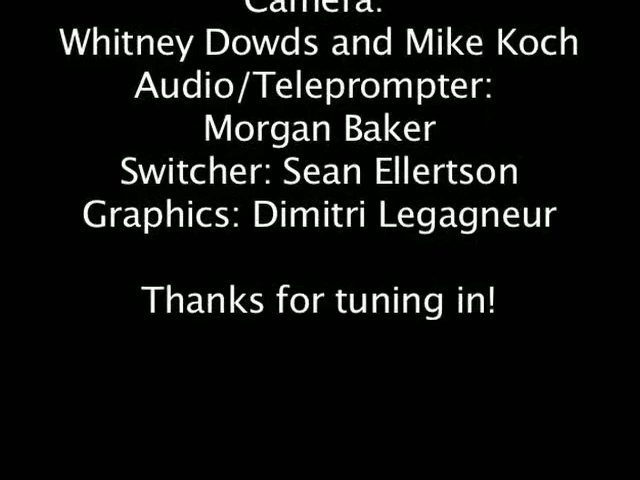 Camera:
Whitney Dowds and Mike Koch
Audio/Teleprompter:
Morgan Baker
Switcher: Sean Ellertson
Graphics: Dimitri Legagneur
Thanks for tuning in!